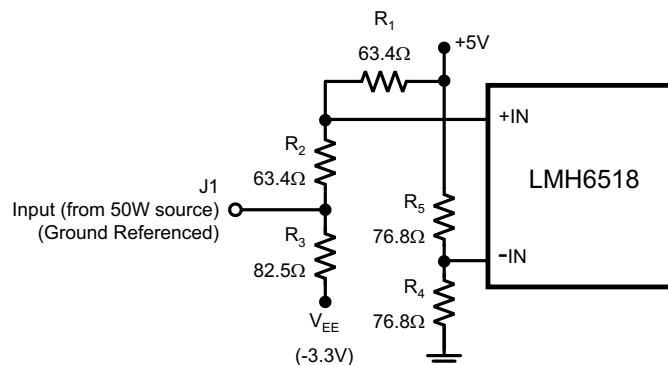 R1
63.4Ω
+5V
+IN
R2
63.4Ω
LMH6518
J1
Input (from 50W source)
(Ground Referenced)
R5
76.8Ω
R3
82.5Ω
−IN
R4
76.8Ω
VEE
(-3.3V)